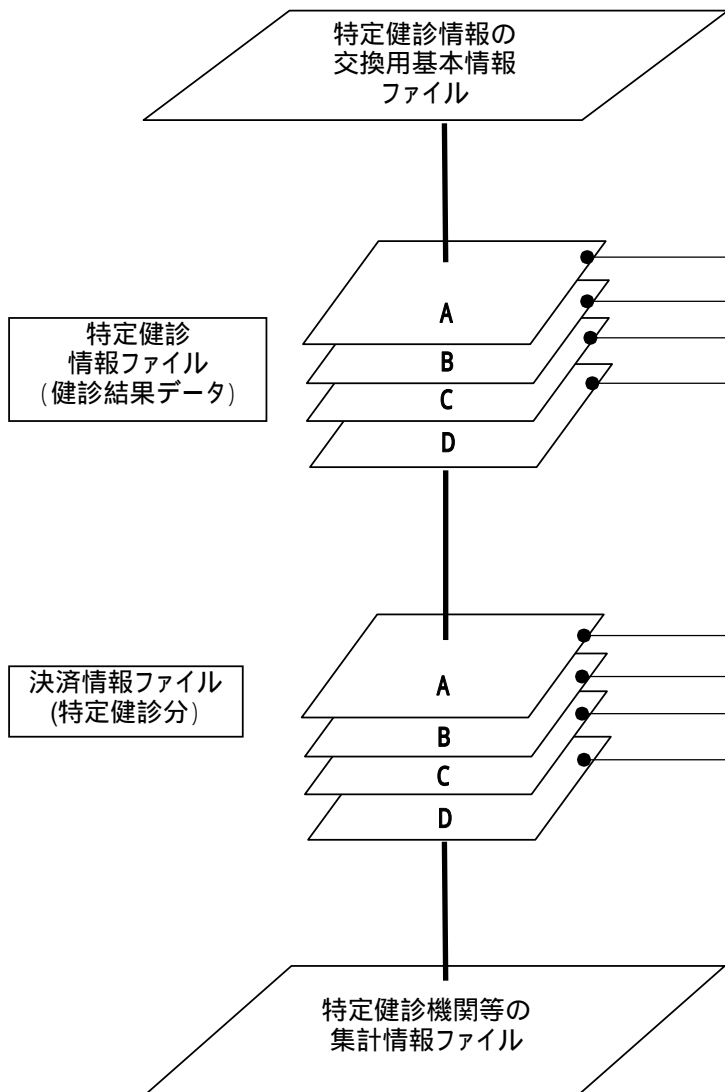 特定健診情報の
交換用基本情報
ファイル
A
B
C
D
特定健診
情報ファイル
(健診結果データ)
A
B
C
D
決済情報ファイル
(特定健診分)
特定健診機関等の
集計情報ファイル